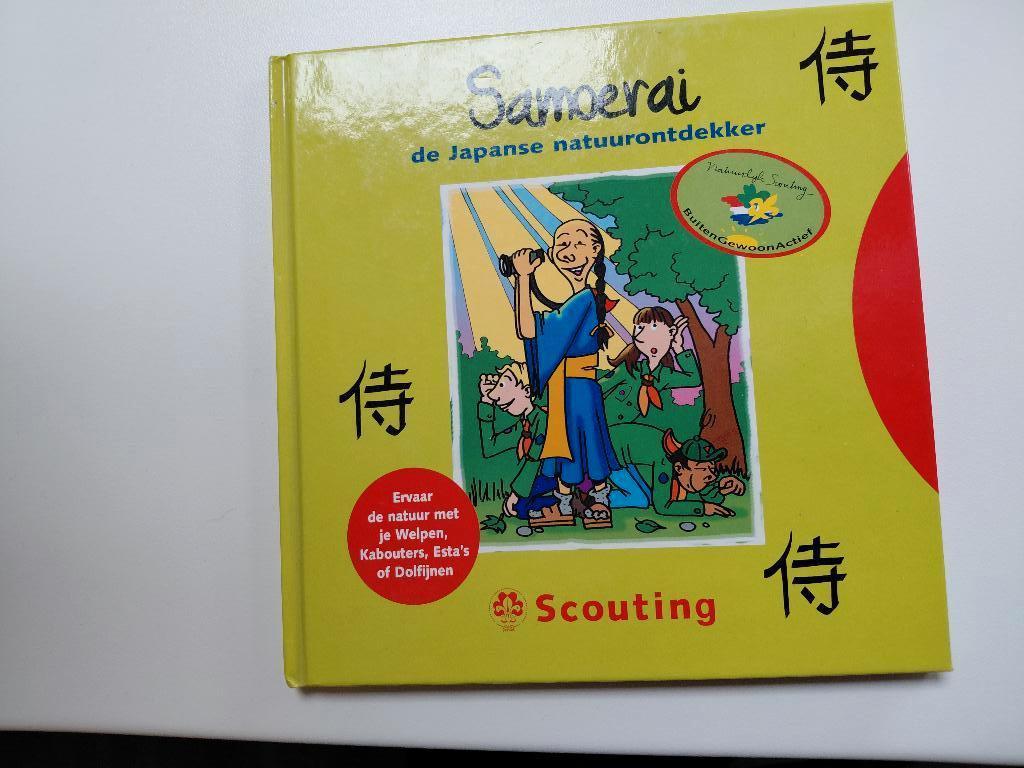 侍
Samoerai
de Japanse natuurontdekker
Natuurlijk Scouting
BuitenGewoonActief
侍
Ervaar
de natuur met
je Welpen,
Kabouters, Esta's
of Dolfijnen
侍
Scouting